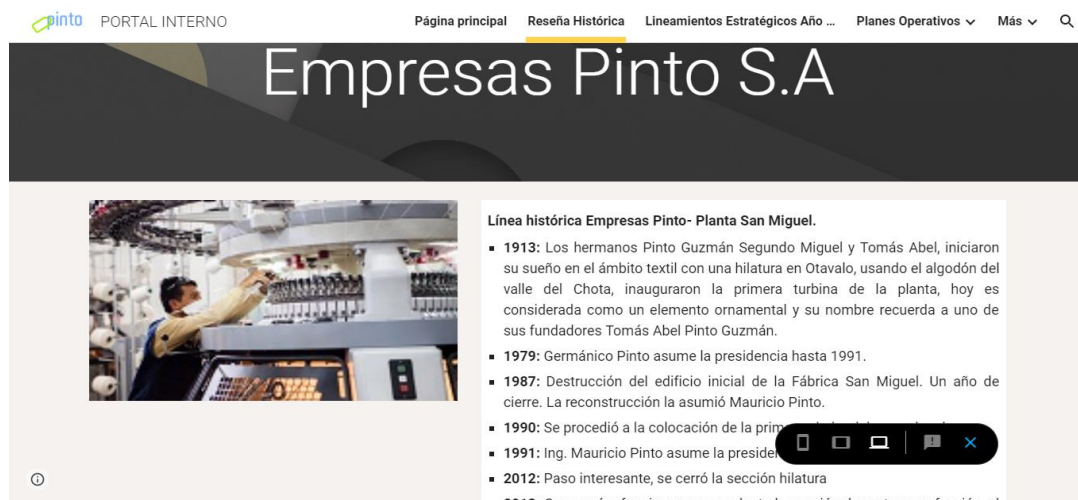 pinto PORTAL INTERNO Página principal Reseña Histórica Lineamientos Estratégicos Año ... Planes Operativos Más
Empresas Pinto S.A
Línea histórica Empresas Pinto- Planta San Miguel.
▪ 1913: Los hermanos Pinto Guzmán Segundo Miguel y Tomás Abel, iniciaron
su sueño en el ámbito textil con una hilatura en Otavalo, usando el algodón del
valle del Chota, inauguraron la primera turbina de la planta, hoy es
considerada como un elemento ornamental y su nombre recuerda a uno de
sus fundadores Tomás Abel Pinto Guzmán.
▪ 1979: Germánico Pinto asume la presidencia hasta 1991.
▪ 1987: Destrucción del edificio inicial de la Fábrica San Miguel. Un año de
cierre. La reconstrucción la asumió Mauricio Pinto.
▪ 1990: Se procedió a la colocación de la
▪ 1991: Ing. Mauricio Pinto asume la
▪ 2012: Paso interesante, se cerró la sección hilatura